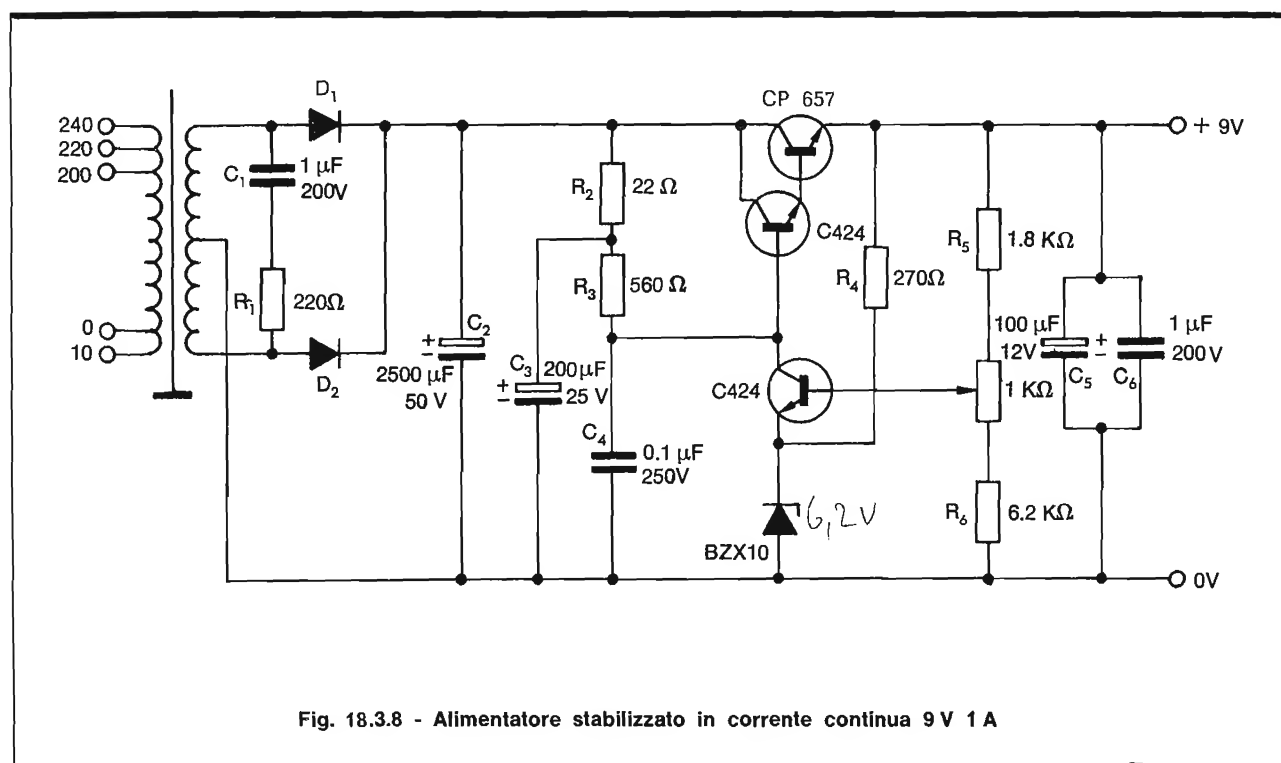 D1
CP 657
240
220
200
+ 9V
C1
1 µF
200V
R2
22 Ω
C424
R5
1.8 KΩ
R3
560 Ω
R4
270Ω
R1
220Ω
0
10
C2
+
-
2500 µF
50 V
D2
C3
+
-
200µF
25 V
C424
100 µF
12V
+
-
C5
1 µF
200 V
C6
1 KΩ
C4
0.1 µF
250V
BZX10
6,2V
R6
6.2 KΩ
0V
Fig. 18.3.8 - Alimentatore stabilizzato in corrente continua 9 V 1 A